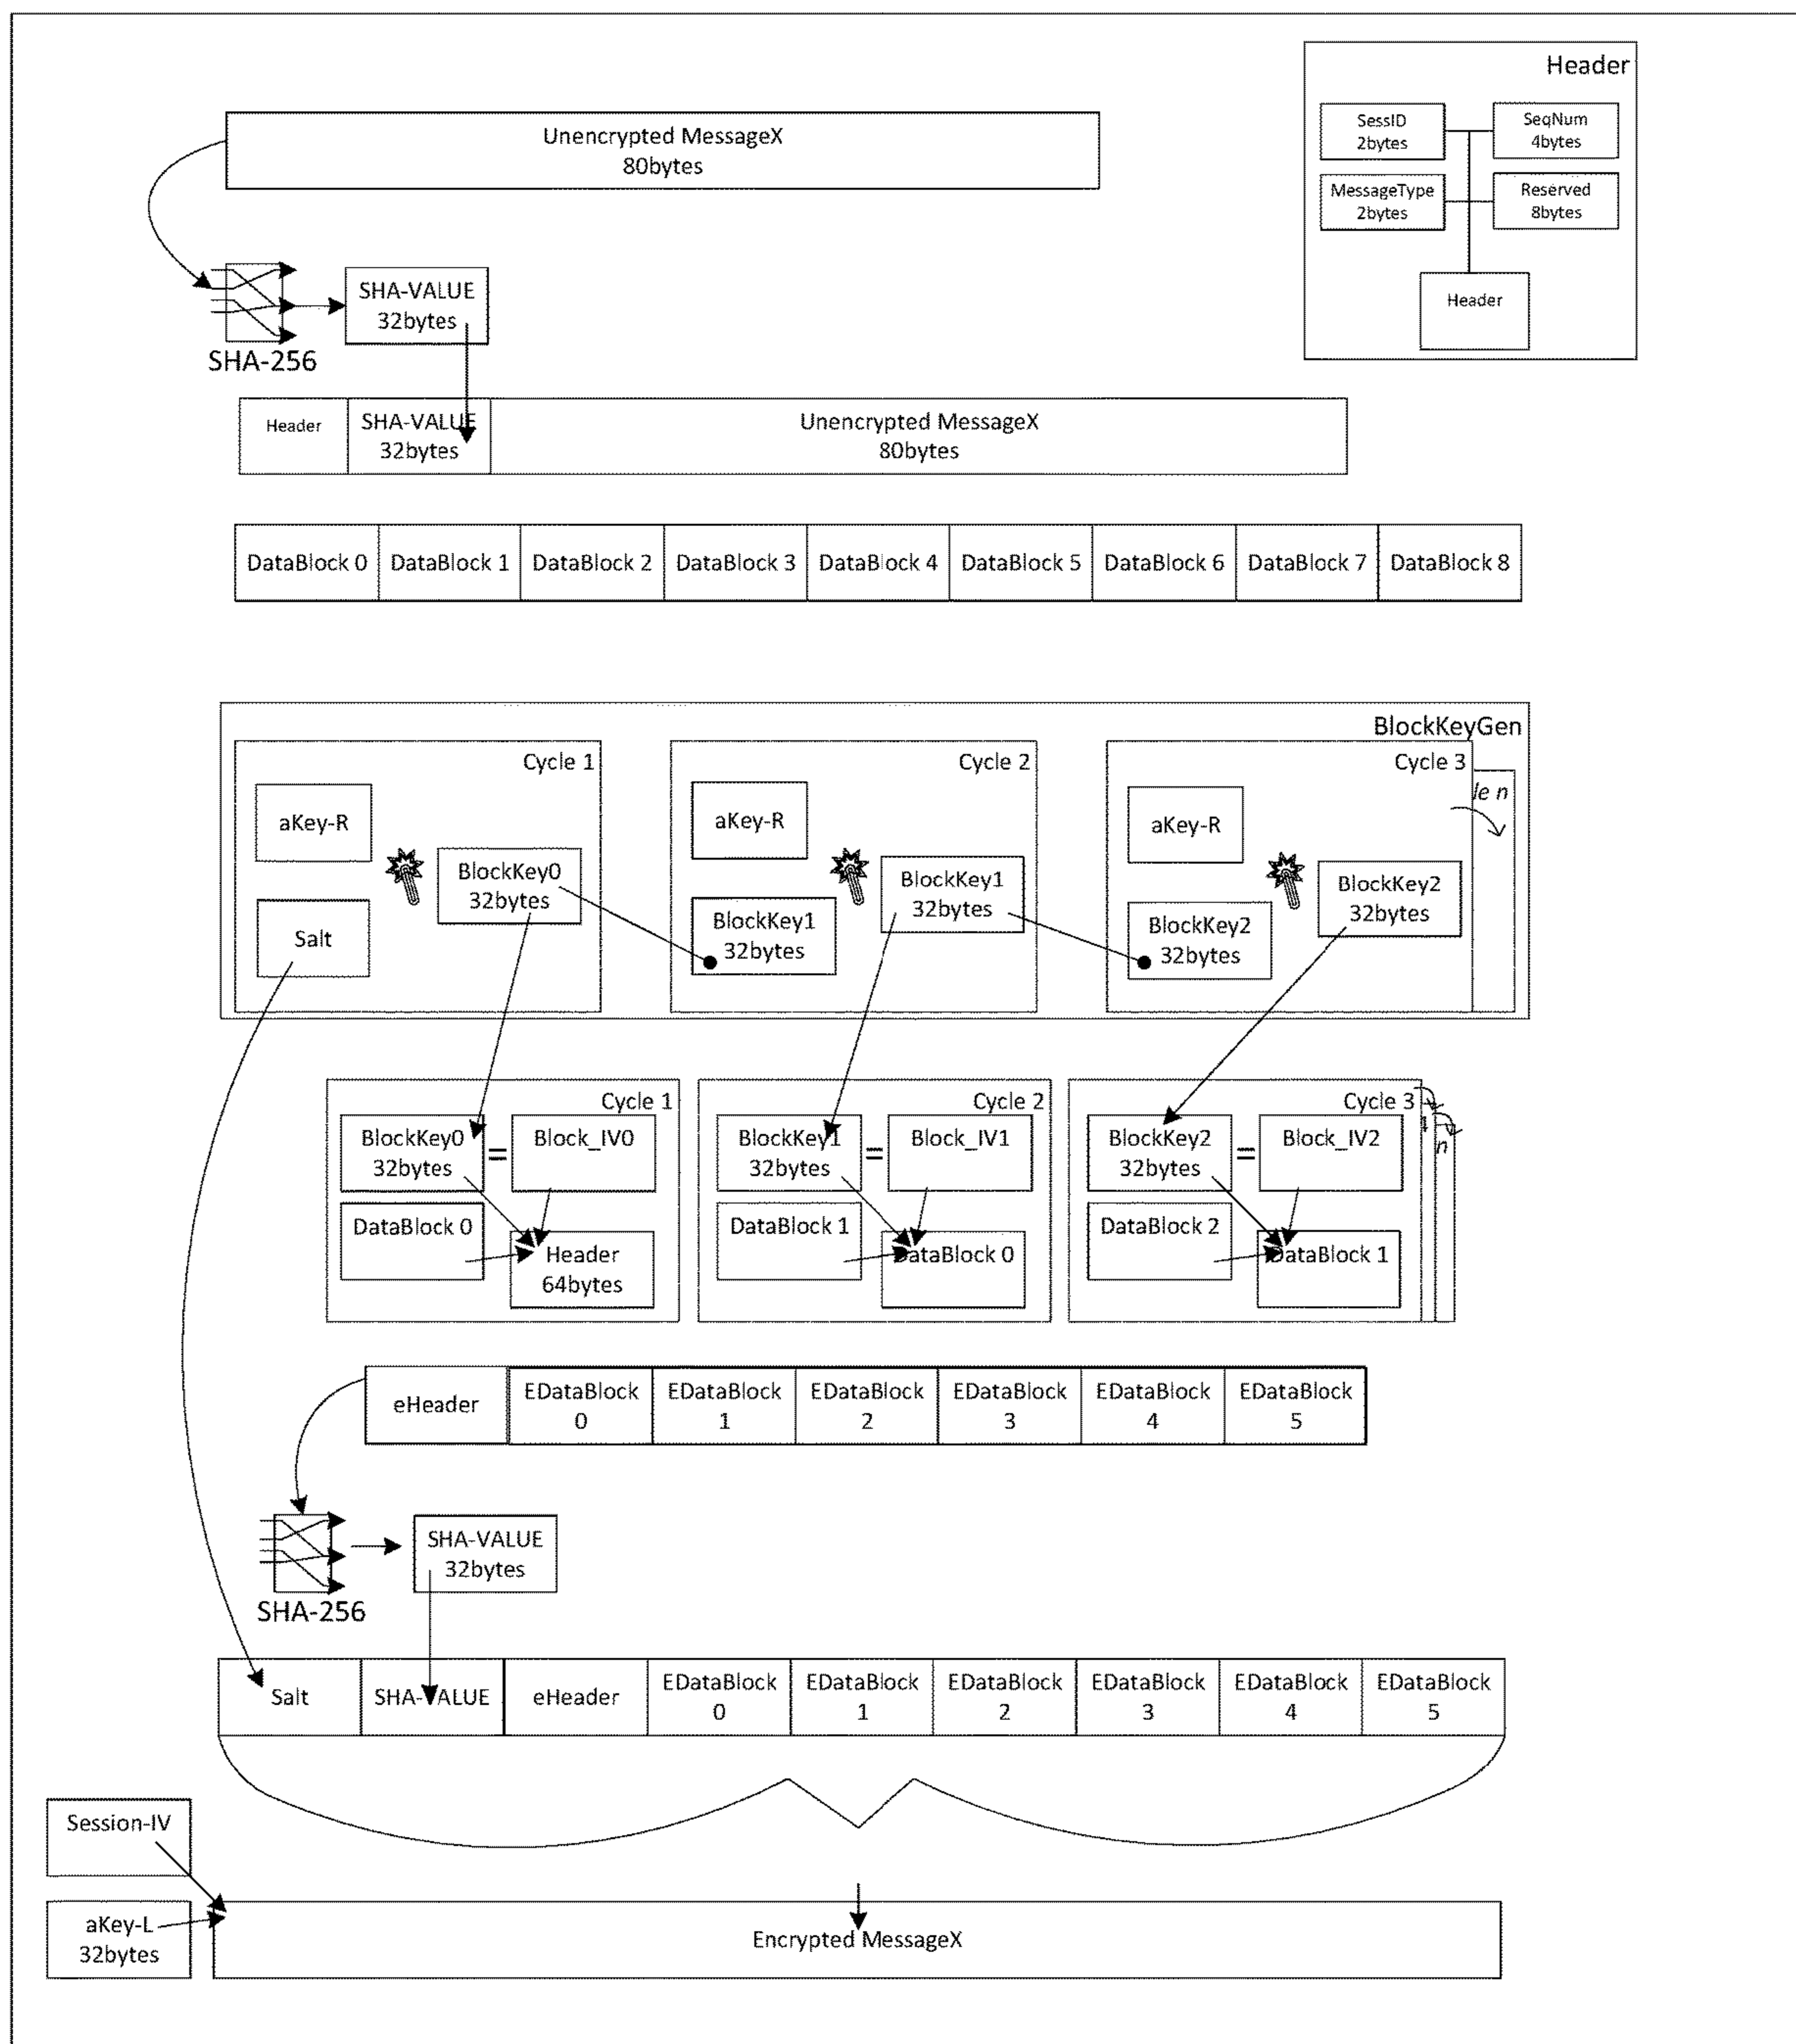 Header
SessID
2bytes
SeqNum
4bytes
MessageType
2bytes
Reserved
8bytes
Header
Unencrypted MessageX
80bytes
SHA-VALUE
32bytes
SHA-256
Header
SHA-VALUE
32bytes
Unencrypted MessageX
80bytes
DataBlock 0
DataBlock 1
DataBlock 2
DataBlock 3
DataBlock 4
DataBlock 5
DataBlock 6
DataBlock 7
DataBlock 8
BlockKeyGen
Cycle 1
aKey-R
BlockKey0
32bytes
Salt
Cycle 2
aKey-R
BlockKey1
32bytes
BlockKey1
32bytes
Cycle 3
aKey-R
BlockKey2
32bytes
BlockKey2
32bytes
le n
Cycle 1
BlockKey0
32bytes
=
Block_IV0
DataBlock 0
Header
64bytes
Cycle 2
BlockKey1
32bytes
=
Block_IV1
DataBlock 1
DataBlock 0
Cycle 3
BlockKey2
32bytes
=
Block_IV2
DataBlock 2
DataBlock 1
n
eHeader
EDataBlock
0
EDataBlock
1
EDataBlock
2
EDataBlock
3
EDataBlock
4
EDataBlock
5
SHA-VALUE
32bytes
SHA-256
Salt
SHA-VALUE
eHeader
EDataBlock
0
EDataBlock
1
EDataBlock
2
EDataBlock
3
EDataBlock
4
EDataBlock
5
Session-IV
aKey-L
32bytes
Encrypted MessageX